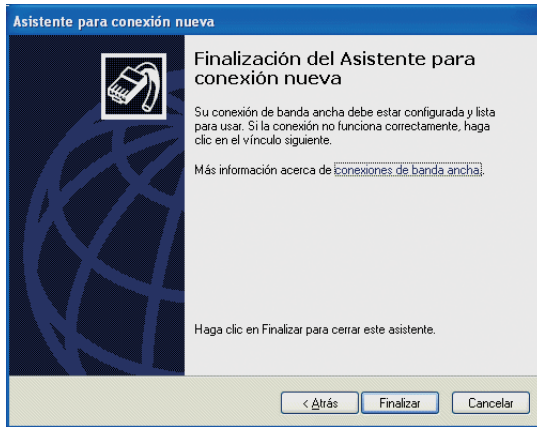 Asistente para conexión nueva
Finalización del Asistente para
conexión nueva
Su conexión de banda ancha debe estar configurada y lista
para usar. Si la conexión no funciona correctamente, haga
clic en el vínculo siguiente.
Más información acerca de conexiones de banda ancha.
Haga clic en Finalizar para cerrar este asistente.
< Atrás Finalizar Cancelar